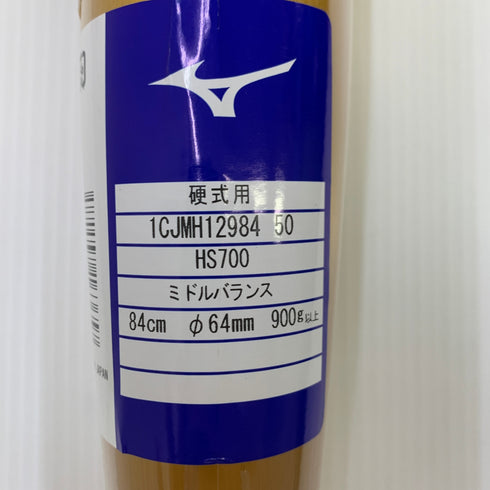 硬式用
1CJMH12984 50
HS700
ミドルバランス
84cm φ64mm 900g以上
JAPAN